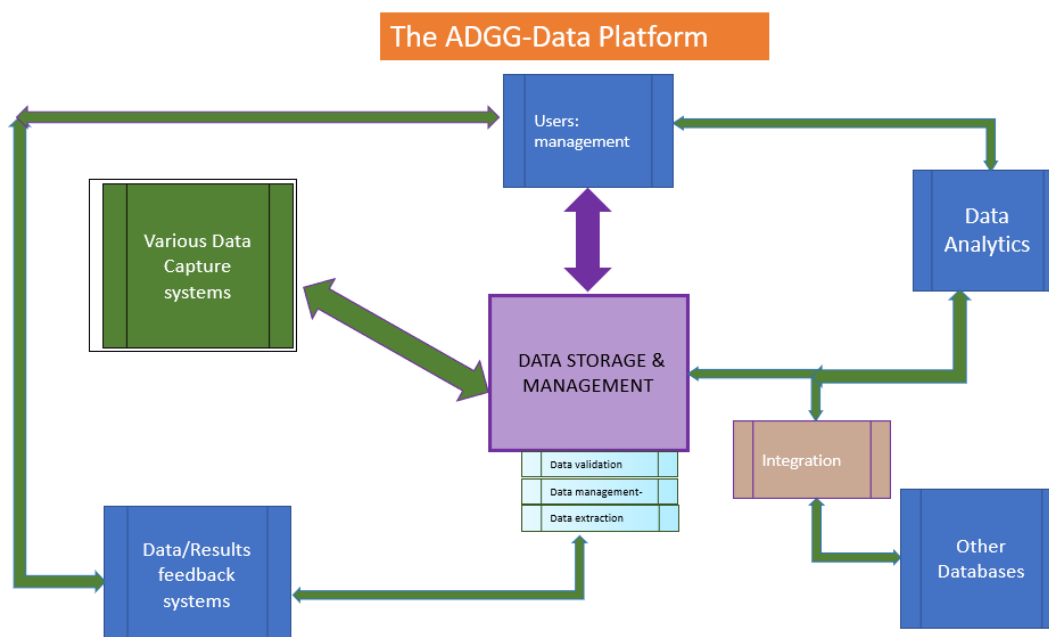 The ADGG-Data Platform
Users:
management
Data
Analytics
Various Data
Capture
systems
DATA STORAGE &
MANAGEMENT
Data validation
Data management-
Data extraction
Integration
Data/Results
feedback
systems
Other
Databases